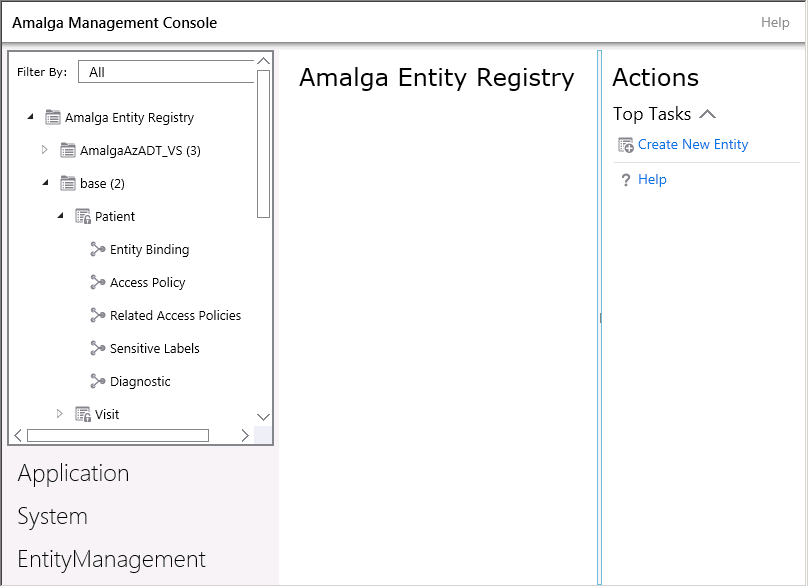 Amalga Management Console
Help
Filter By:
All
Amalga Entity Registry
AmalgaAzADT_VS (3)
base (2)
Patient
Entity Binding
Access Policy
Related Access Policies
Sensitive Labels
Diagnostic
Visit
Application
System
EntityManagement
Amalga Entity Registry
Actions
Top Tasks
Create New Entity
? Help